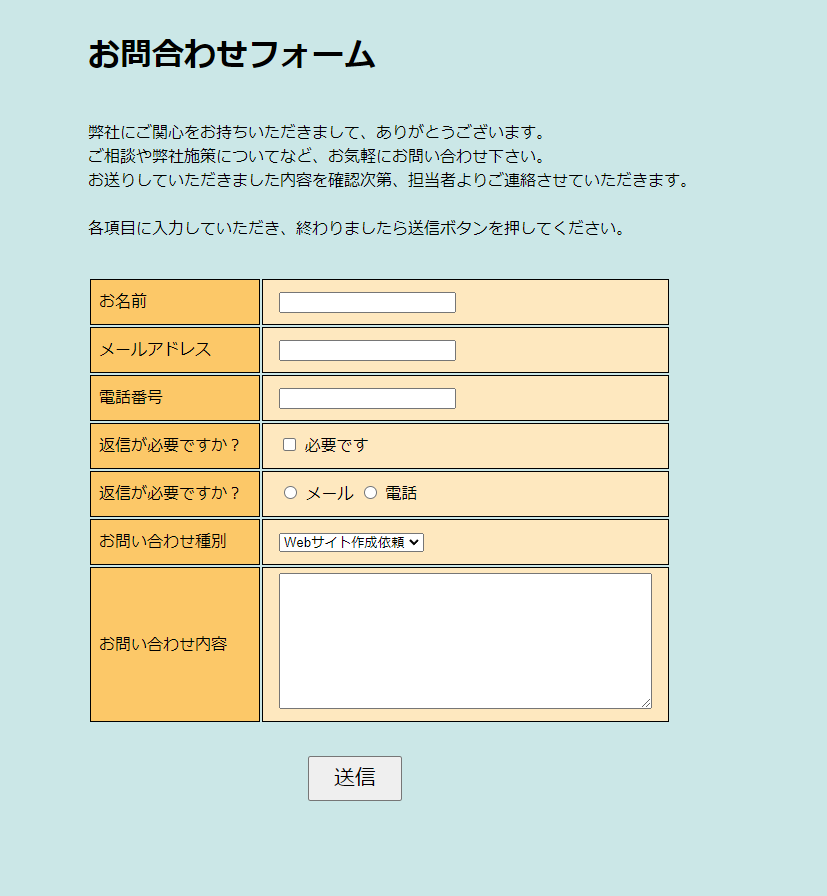 お問合わせフォーム
弊社にご関心をお持ちいただきまして、ありがとうございます。
ご相談や弊社施策についてなど、お気軽にお問い合わせ下さい。
お送りしていただきました内容を確認次第、担当者よりご連絡させていただきます。
各項目に入力していただき、終わりましたら送信ボタンを押してください。
お名前
メールアドレス
電話番号
返信が必要ですか？ 必要です
返信が必要ですか？ メール 電話
お問い合わせ種別 Webサイト作成依頼
お問い合わせ内容
送信